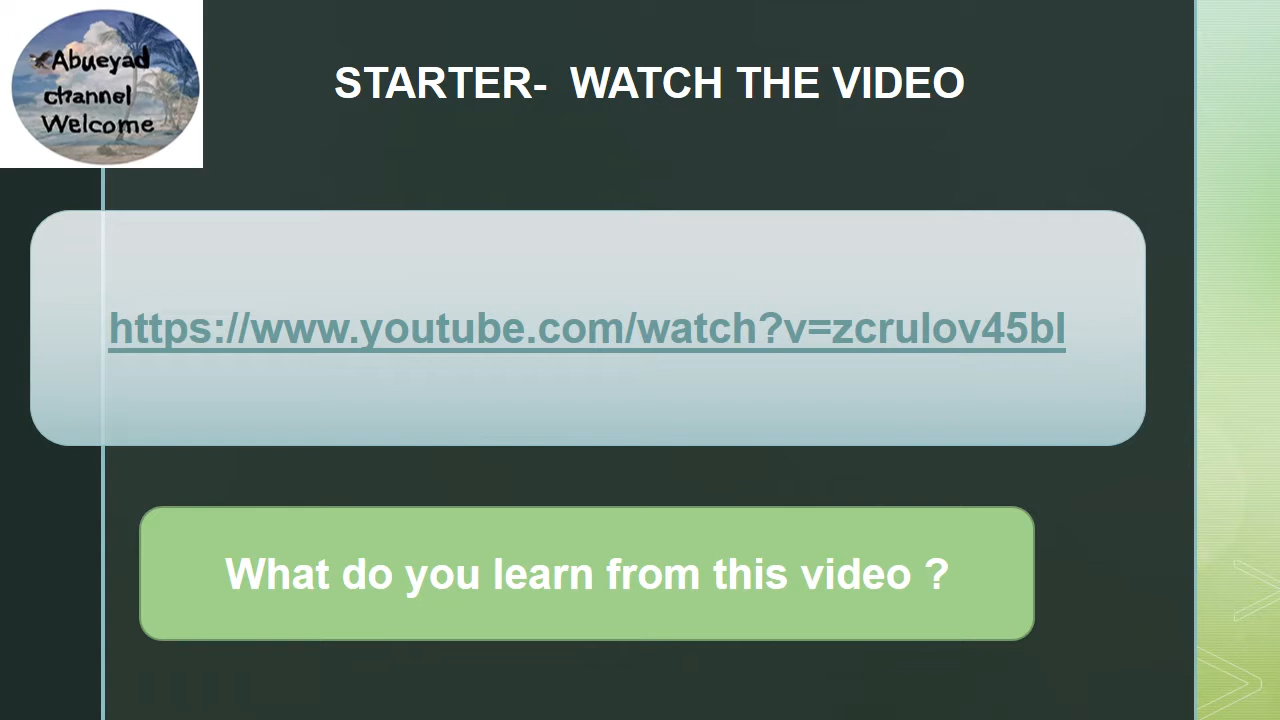 Abueyad
channel
Welcome
STARTER- WATCH THE VIDEO
https://www.youtube.com/watch?v=zcrulov45bI
What do you learn from this video ?